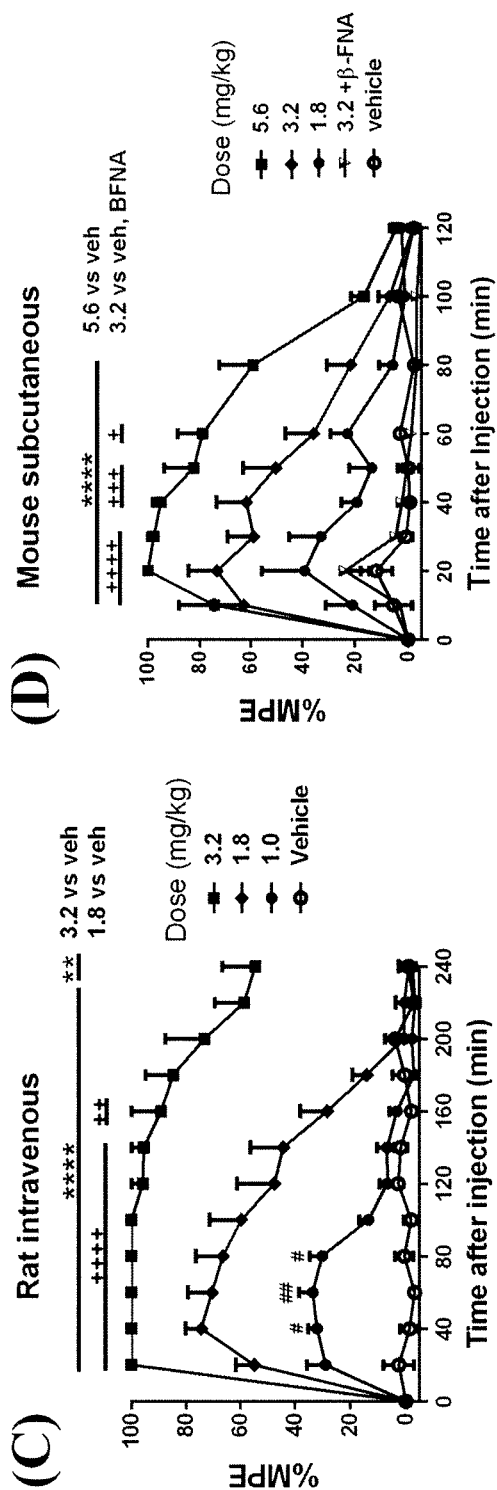 (C)
Rat intravenous
**** ** 3.2 vs veh
++++ ++ 1.8 vs veh
%MPE
100
80
60
40
20
0
# ## #
0 40 80 120 160 200 240
Time after injection (min)
Dose (mg/kg)
3.2
1.8
1.0
Vehicle
(D)
Mouse subcutaneous
**** 5.6 vs veh
++++ +++ + 3.2 vs veh, BFNA
%MPE
100
80
60
40
20
0
0 20 40 60 80 100 120
Time after Injection (min)
Dose (mg/kg)
5.6
3.2
1.8
3.2 +β-FNA
vehicle